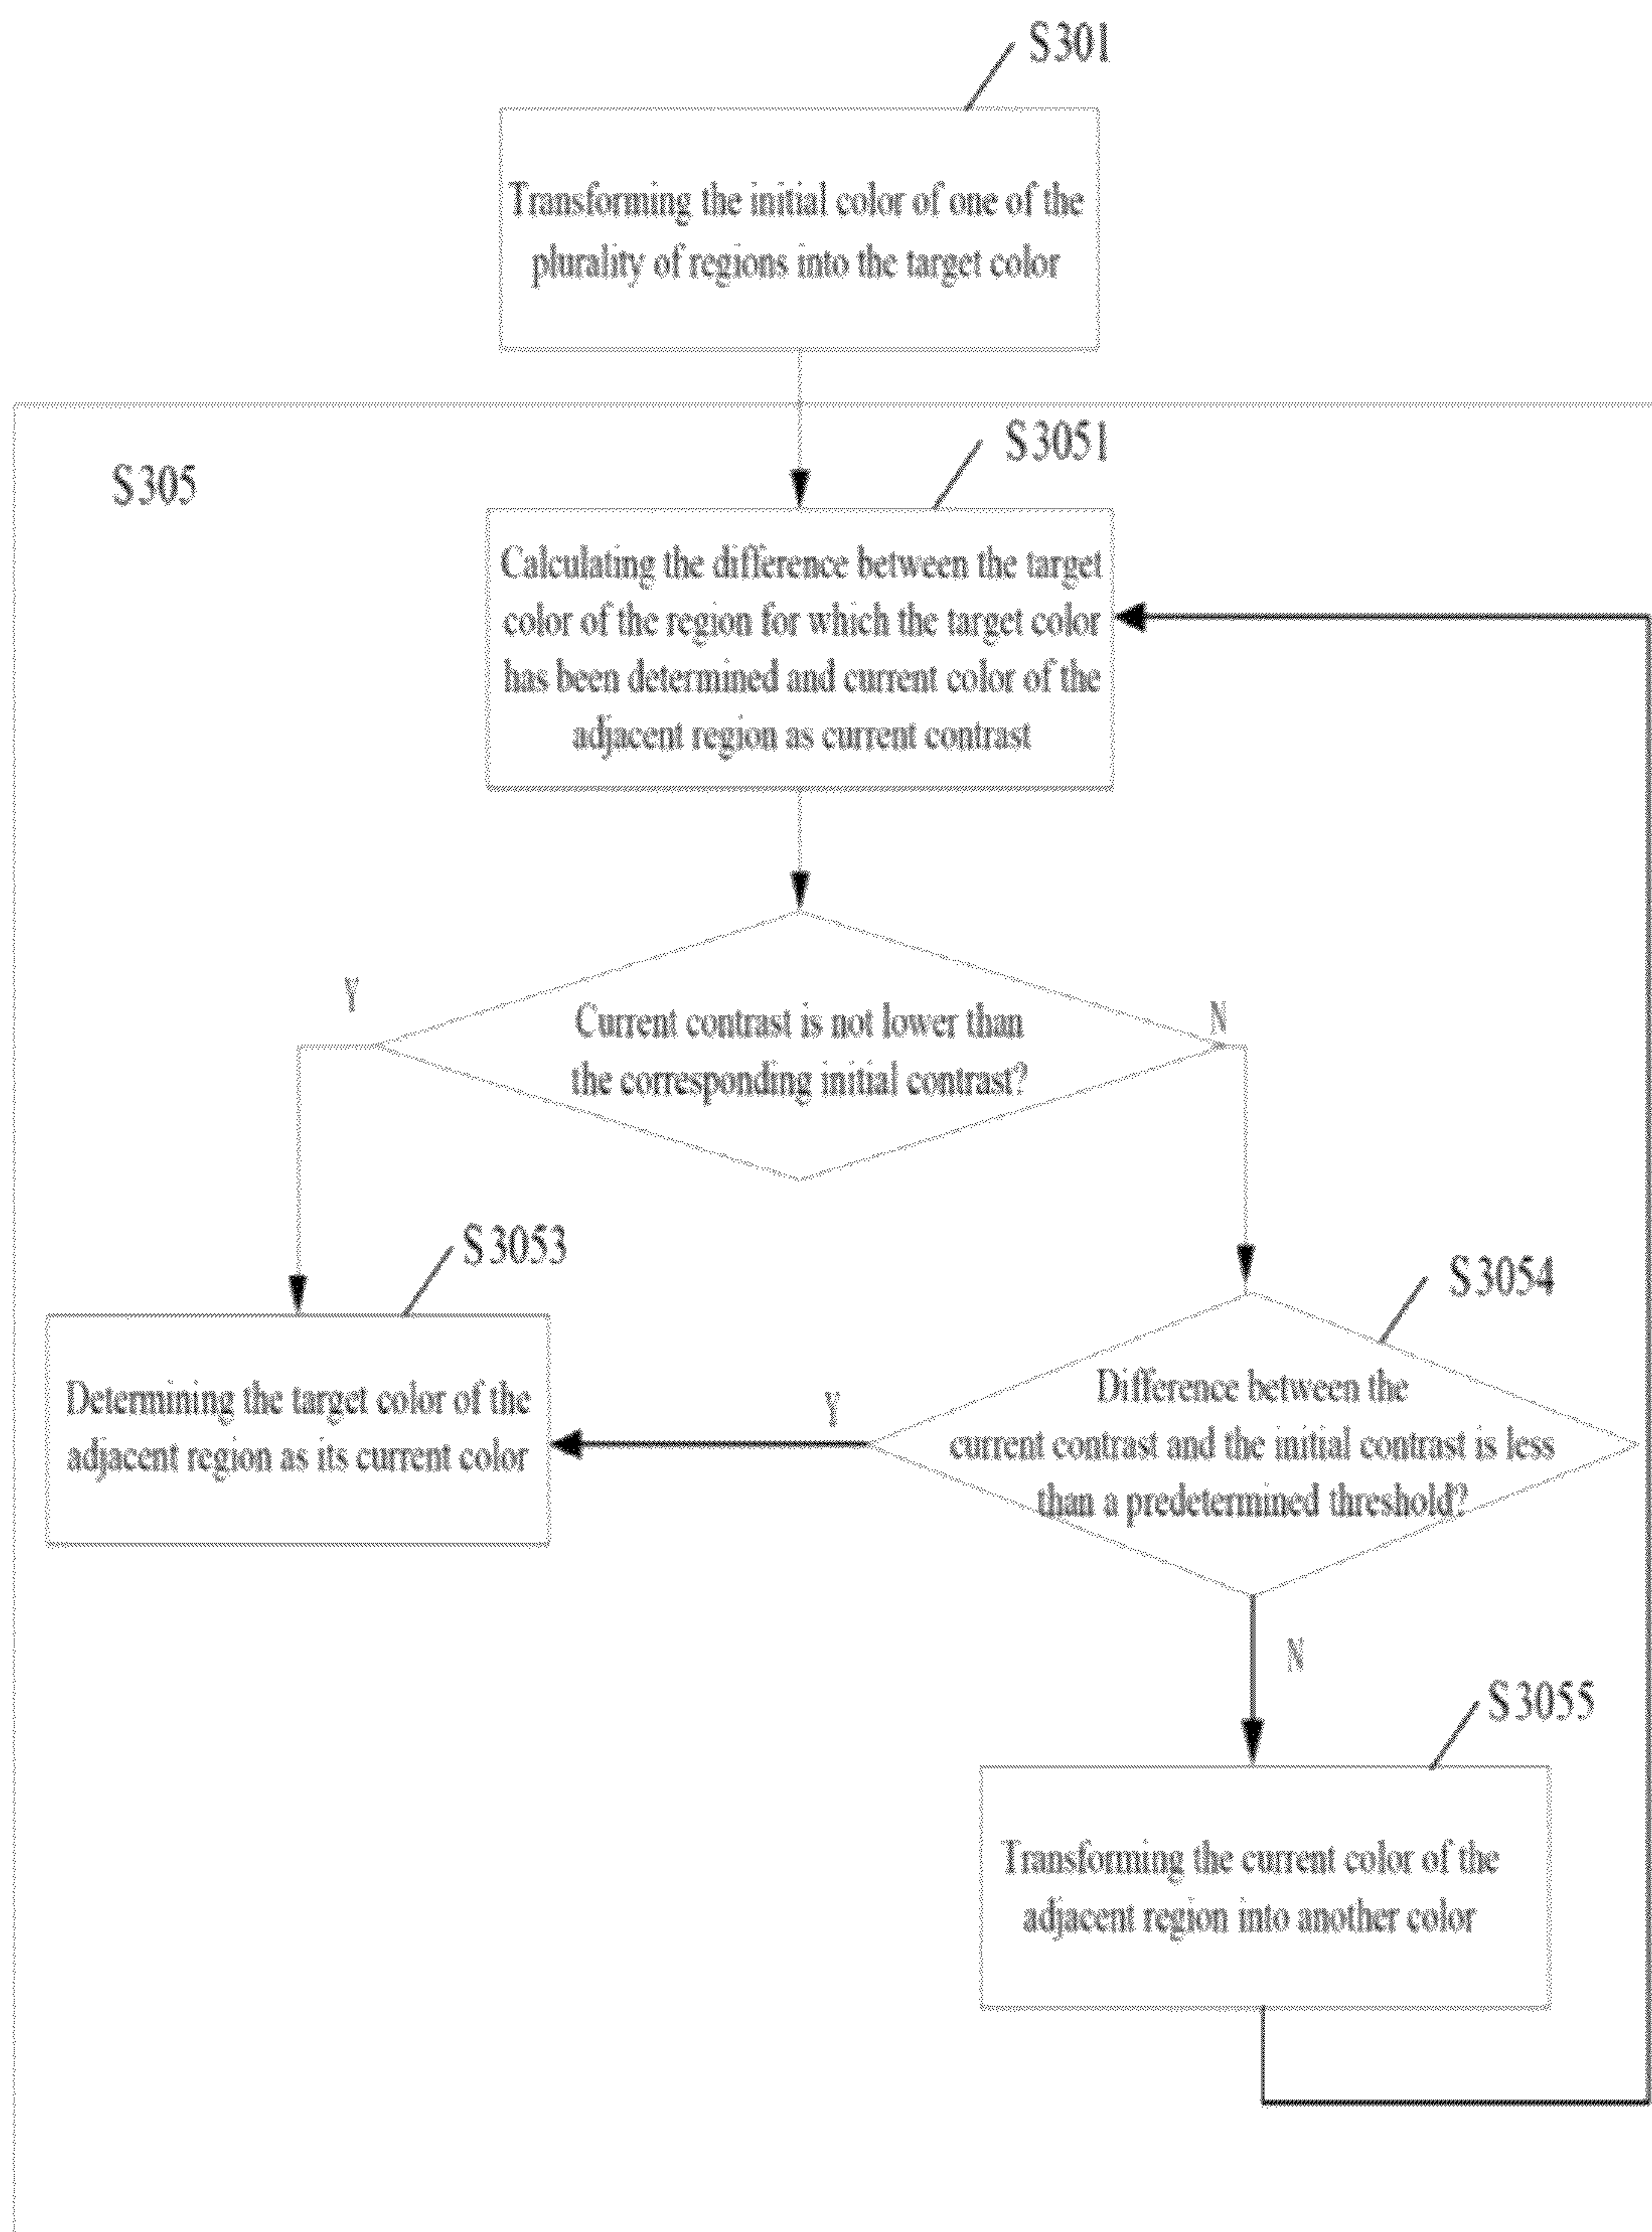 S301
Transforming the initial color of one of the
plurality of regions into the target color
S305
S3051
Calculating the difference between the target
color of the region for which the target color
has been determined and current color of the
adjacent region as current contrast
Y
N
Current contrast is not lower than
the corresponding initial contrast?
S3053
S3054
Determining the target color of the
adjacent region as its current color
Y
Difference between the
current contrast and the initial contrast is less
than a predetermined threshold?
N
S3055
Transforming the current color of the
adjacent region into another color